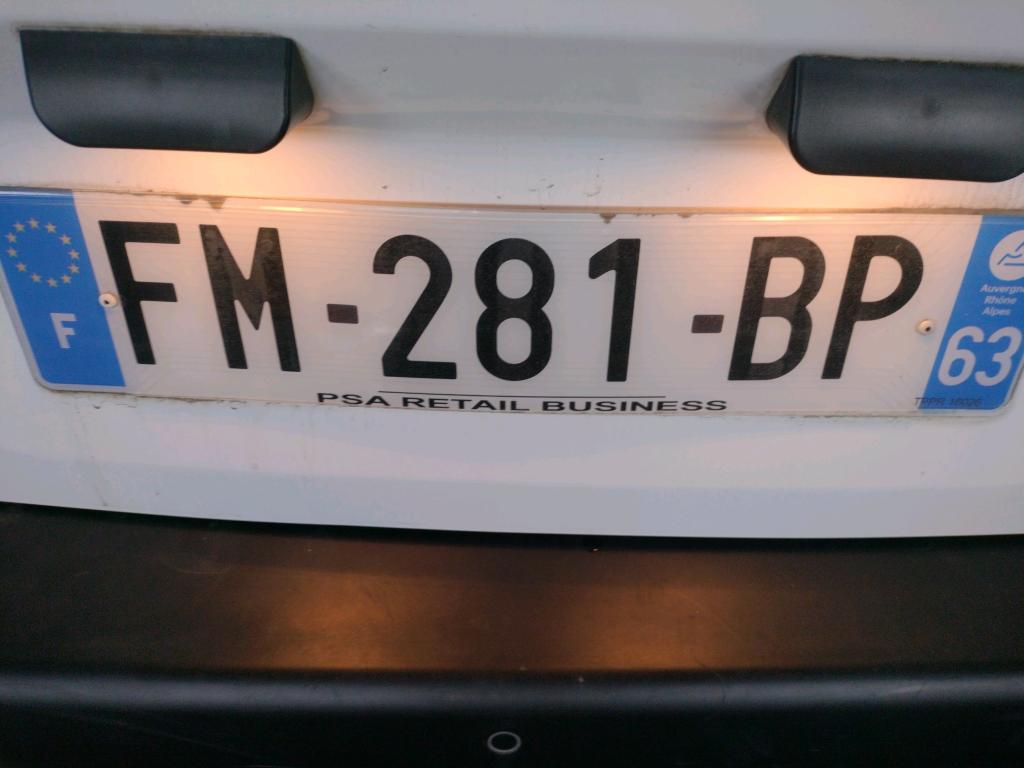 F
FM-281-BP
Auvergne
Rhône
Alpes
63
PSA RETAIL BUSINESS